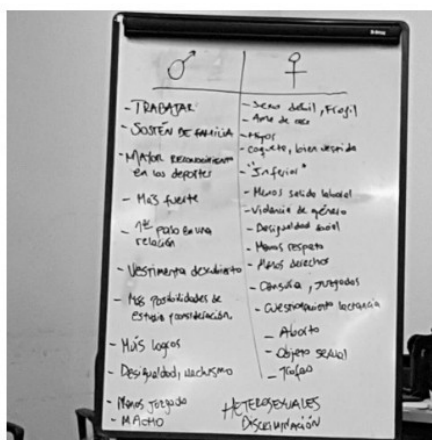 - TRABAJAR
- SOSTÉN DE FAMILIA
- MAYOR RECONOCIMIENTO
en los deportes
- Más fuerte
- 1er paso en una
relación
- Vestimenta descubierto
- Más posibilidades de
estudio y consideración.
- Más logros
- Desigualdad, machismo
- Menos juzgado
- MACHO
- Sexo débil, Frágil
- Ama de casa
- Hijos
- coqueta, bien vestida
- "Inferior"
- Menos salida laboral
- Violencia de género
- Desigualdad social
- Menos respeto
- Menos derechos
- Censura, juzgados
- Cuestionamiento lactancia
- Aborto
- Objeto sexual
- Trofeo
HETEROSEXUALES
DISCRIMINACIÓN